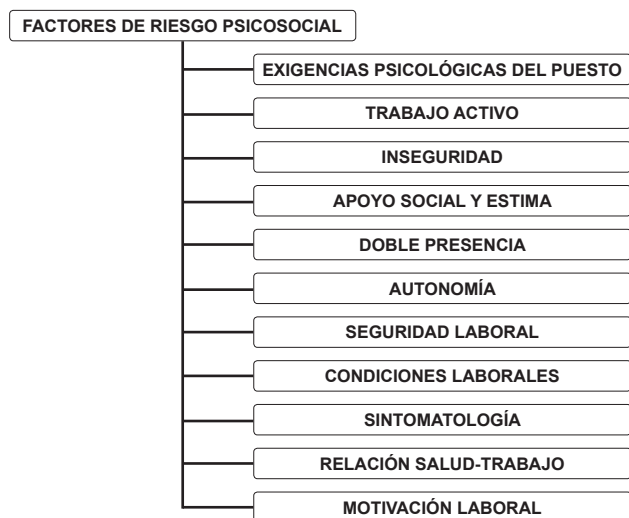 FACTORES DE RIESGO PSICOSOCIAL
EXIGENCIAS PSICOLÓGICAS DEL PUESTO
TRABAJO ACTIVO
INSEGURIDAD
APOYO SOCIAL Y ESTIMA
DOBLE PRESENCIA
AUTONOMÍA
SEGURIDAD LABORAL
CONDICIONES LABORALES
SINTOMATOLOGÍA
RELACIÓN SALUD-TRABAJO
MOTIVACIÓN LABORAL